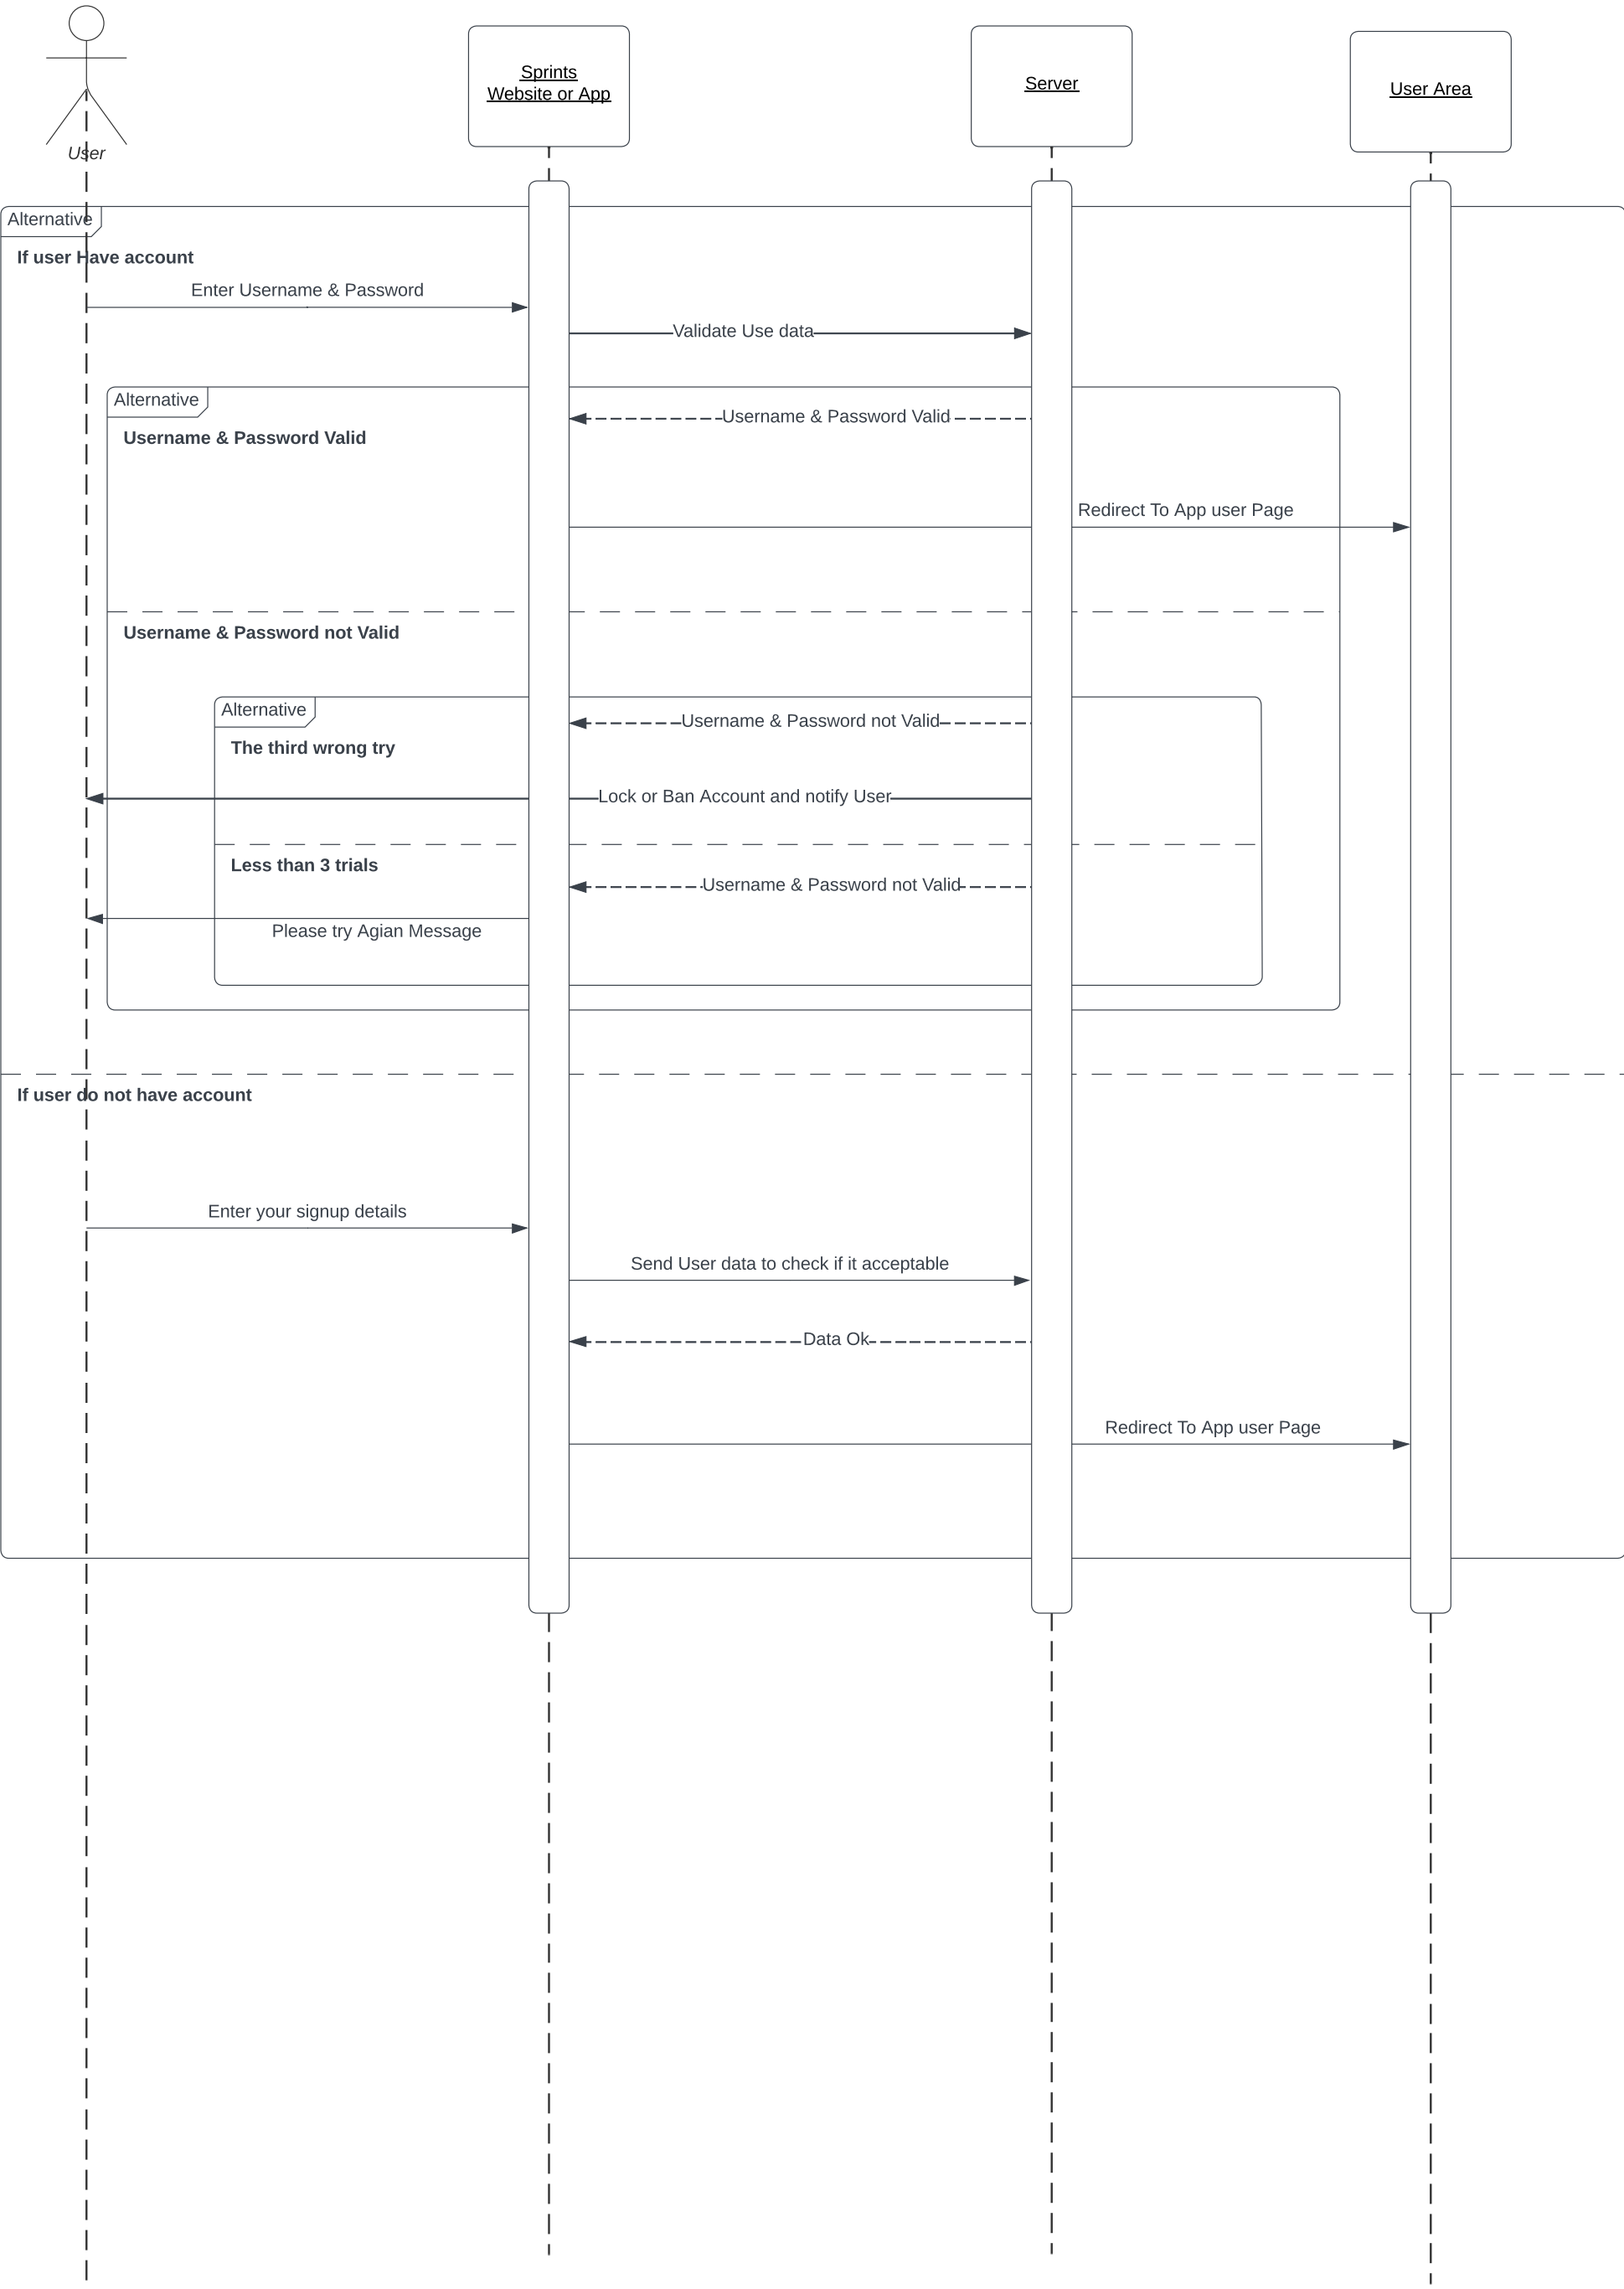 User
Sprints
Website or App
Server
User Area
Alternative
If user Have account
Enter Username & Password
Validate Use data
Alternative
Username & Password Valid
Username & Password Valid
Redirect To App user Page
Username & Password not Valid
Alternative
Username & Password not Valid
The third wrong try
Lock or Ban Account and notify User
Less than 3 trials
Username & Password not Valid
Please try Agian Message
If user do not have account
Enter your signup details
Send User data to check if it acceptable
Data Ok
Redirect To App user Page